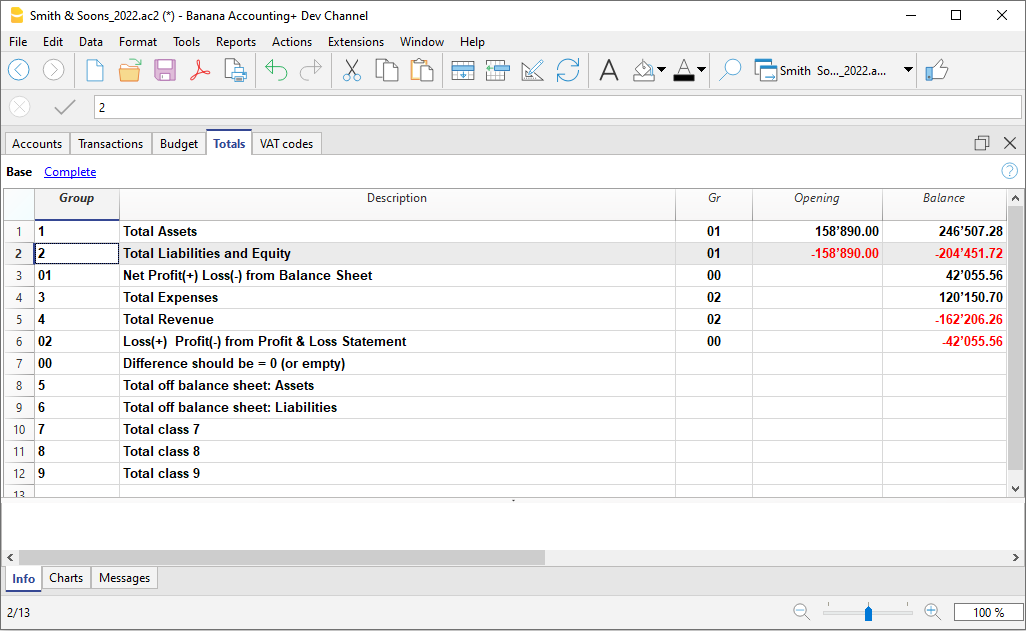 Smith & Soons_2022.ac2 (*) - Banana Accounting+ Dev Channel
File Edit Data Format Tools Reports Actions Extensions Window Help
Smith So..._2022.a...
2
Accounts Transactions Budget Totals VAT codes
Base Complete
Group Description Gr Opening Balance
1 1 Total Assets 01 158’890.00 246’507.28
2 2 Total Liabilities and Equity 01 -158’890.00 -204’451.72
3 01 Net Profit(+) Loss(-) from Balance Sheet 00 42’055.56
4 3 Total Expenses 02 120’150.70
5 4 Total Revenue 02 -162’206.26
6 02 Loss(+)  Profit(-) from Profit & Loss Statement 00 -42’055.56
7 00 Difference should be = 0 (or empty)
8 5 Total off balance sheet: Assets
9 6 Total off balance sheet: Liabilities
10 7 Total class 7
11 8 Total class 8
12 9 Total class 9
13
Info Charts Messages
2/13 100 %